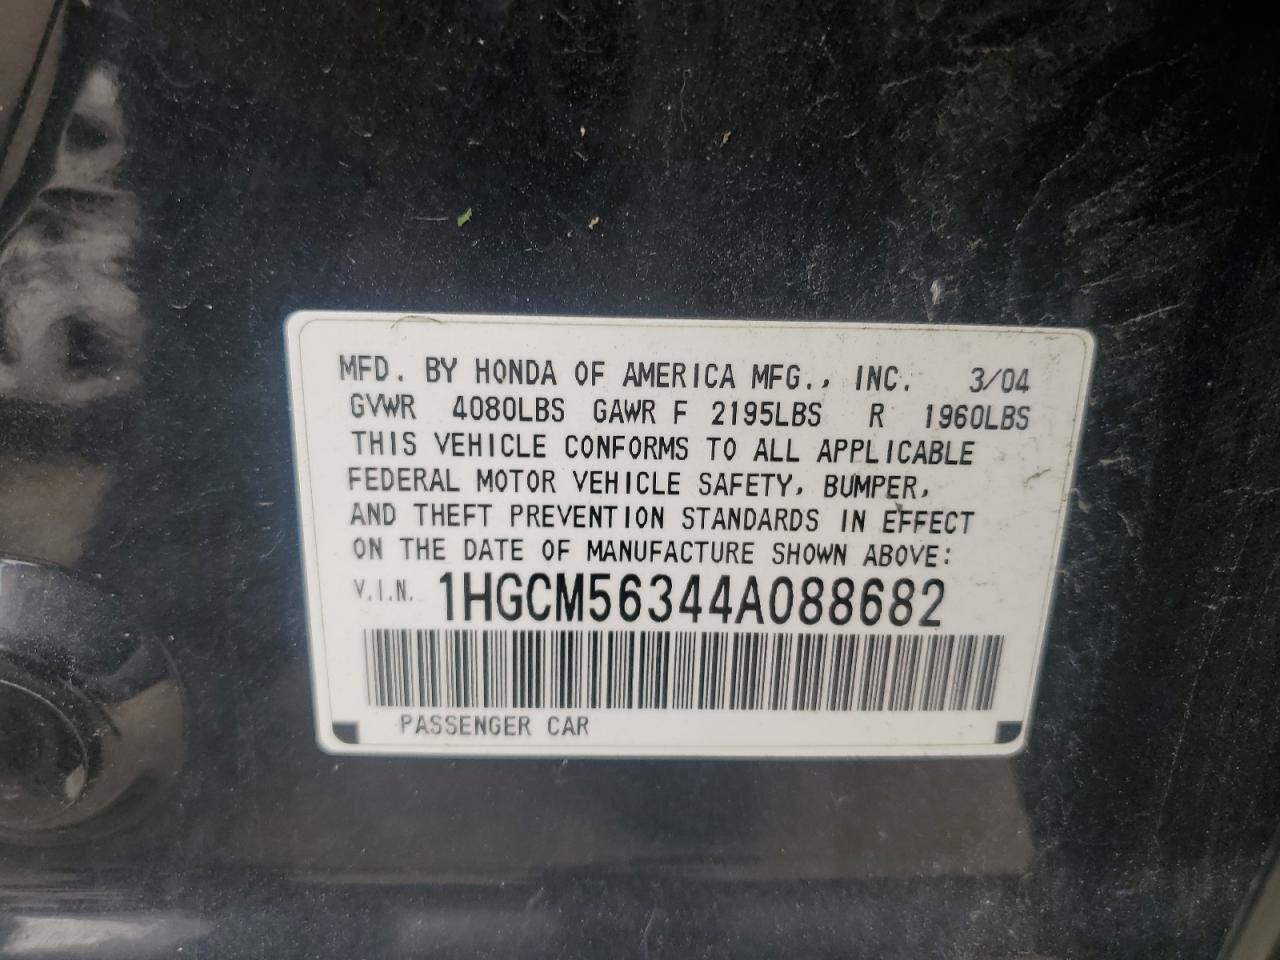 MFD. BY HONDA OF AMERICA MFG., INC. 3/04
GVWR 4080LBS GAWR F 2195LBS R 1960LBS
THIS VEHICLE CONFORMS TO ALL APPLICABLE
FEDERAL MOTOR VEHICLE SAFETY, BUMPER,
AND THEFT PREVENTION STANDARDS IN EFFECT
ON THE DATE OF MANUFACTURE SHOWN ABOVE:
V.I.N. 1HGCM56344A088682
PASSENGER CAR